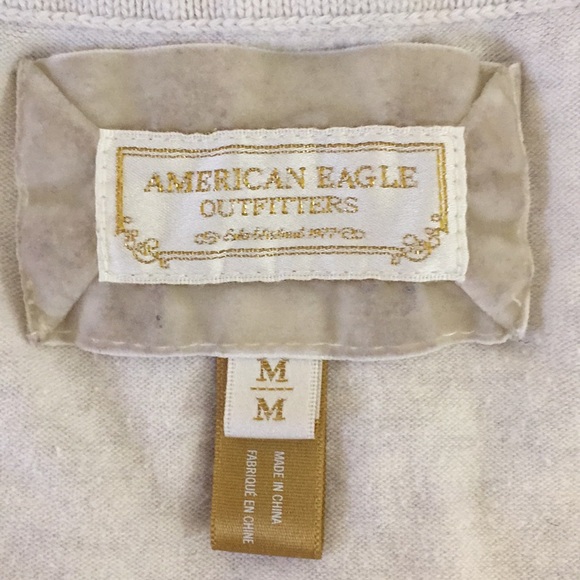 AMERICAN EAGLE
OUTFITTERS
Established 1977
M
M
MADE IN CHINA
FABRIQUÉ EN CHINE